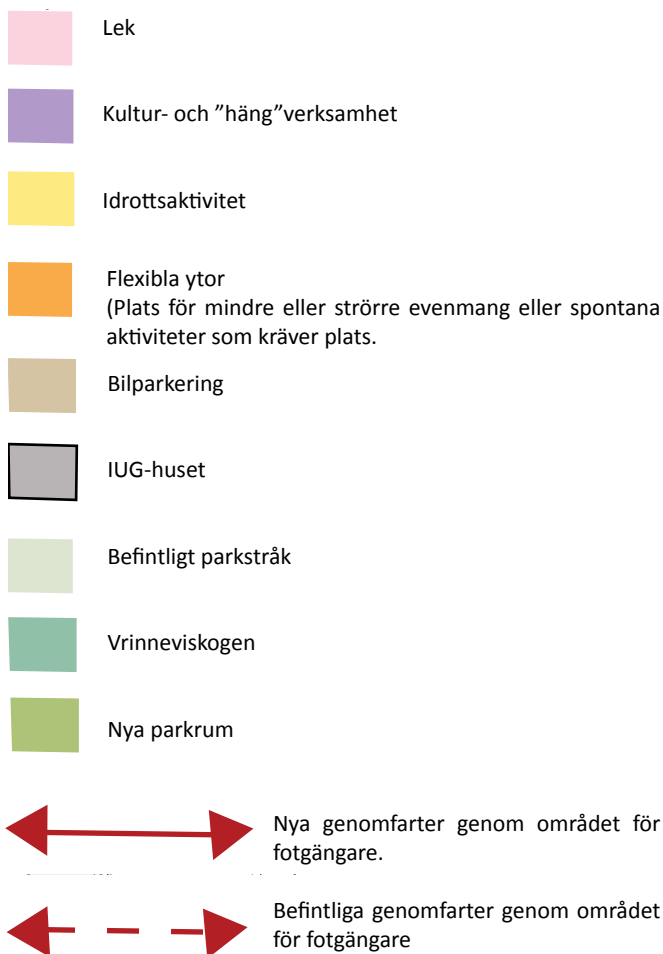 Lek
Kultur- och ”häng”verksamhet
Idrottsaktivitet
Flexibla ytor
(Plats för mindre eller strörre evenmang eller spontana
aktiviteter som kräver plats.
Bilparkering
IUG-huset
Befintligt parkstråk
Vrinneviskogen
Nya parkrum
Nya genomfarter genom området för
fotgängare.
Befintliga genomfarter genom området
för fotgängare